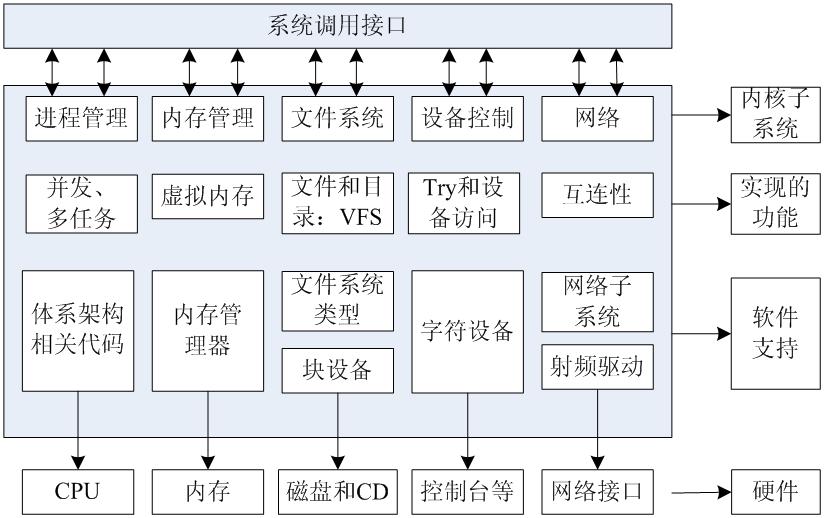 系统调用接口
进程管理
内存管理
文件系统
设备控制
网络
内核子
系统
并发、
多任务
虚拟内存
文件和目
录：VFS
Try和设
备访问
互连性
实现的
功能
体系架构
相关代码
内存管
理器
文件系统
类型
块设备
字符设备
网络子
系统
射频驱动
软件
支持
CPU
内存
磁盘和CD
控制台等
网络接口
硬件